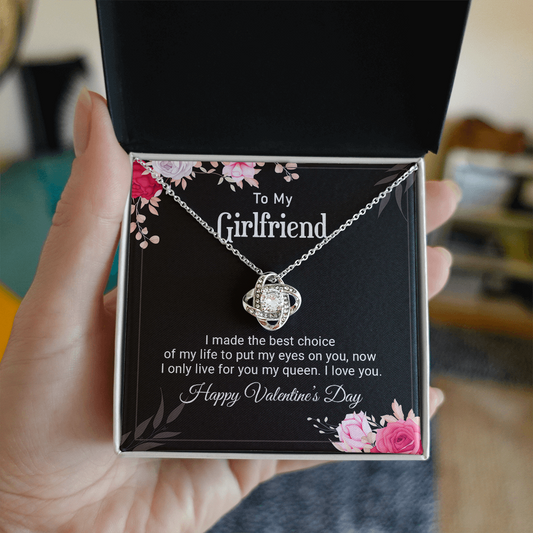 To My
Girlfriend
I made the best choice
of my life to put my eyes on you, now
I only live for you my queen. I love you.
Happy Valentine's Day